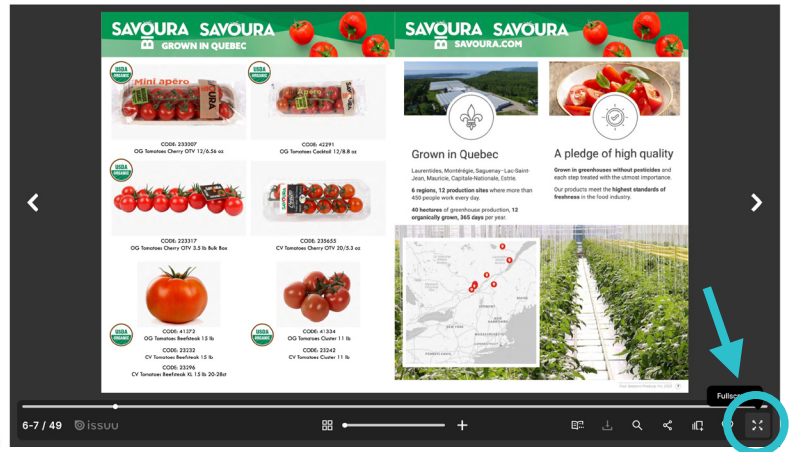 SAVOURA SAVOURA
BIO GROWN IN QUEBEC
USDA
ORGANIC
Mini apéro
USDA
ORGANIC
Apéro
CODE: 233007
OG Tomatoes Cherry OTV 12/6.56 oz
CODE: 42291
OG Tomatoes Cocktail 12/8.8 oz
USDA
ORGANIC
SAVOURA
CODE: 223317
OG Tomatoes Cherry OTV 3.5 lb Bulk Box
CODE: 235655
CV Tomatoes Cherry OTV 20/5.3 oz
USDA
ORGANIC
CODE: 41372
OG Tomatoes Beefsteak 15 lb
CODE: 23232
CV Tomatoes Beefsteak 15 lb
CODE: 23296
CV Tomatoes Beefsteak XL 15 lb 20-28ct
USDA
ORGANIC
CODE: 41334
OG Tomatoes Cluster 11 lb
CODE: 23242
CV Tomatoes Cluster 11 lb
SAVOURA SAVOURA
BIO SAVOURA.COM
Grown in Quebec
Laurentides, Montérégie, Saguenay–Lac-Saint-
Jean, Mauricie, Capitale-Nationale, Estrie.
6 regions, 12 production sites where more than
450 people work every day.
40 hectares of greenhouse production, 12
organically grown, 365 days per year.
A pledge of high quality
Grown in greenhouses without pesticides and
each step treated with the utmost importance.
Our products meet the highest standards of
freshness in the food industry.
MAINE
VERMONT
NEW
HAMPSHIRE
NEW YORK
MASSACHUSETTS
PENNSYLVANIA
Fullscreen
6-7 / 49
issuu